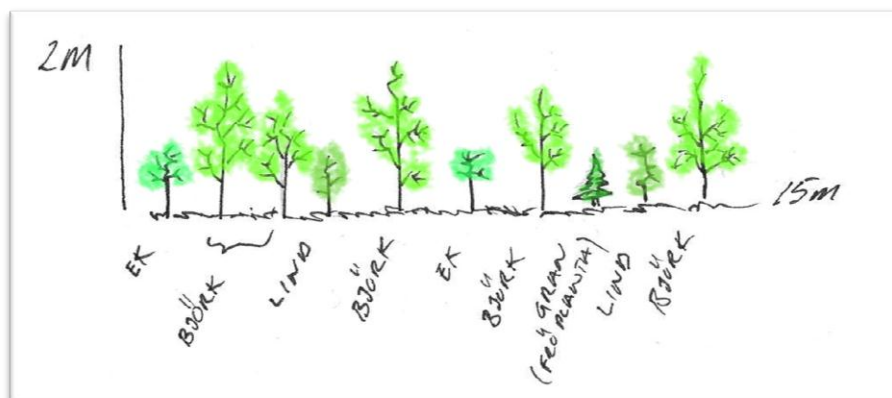 2M
15m
EK
BJÖRK
LIND
BJÖRK
EK
BJÖRK
GRAN
(FRÖPLANTA)
LIND
BJÖRK